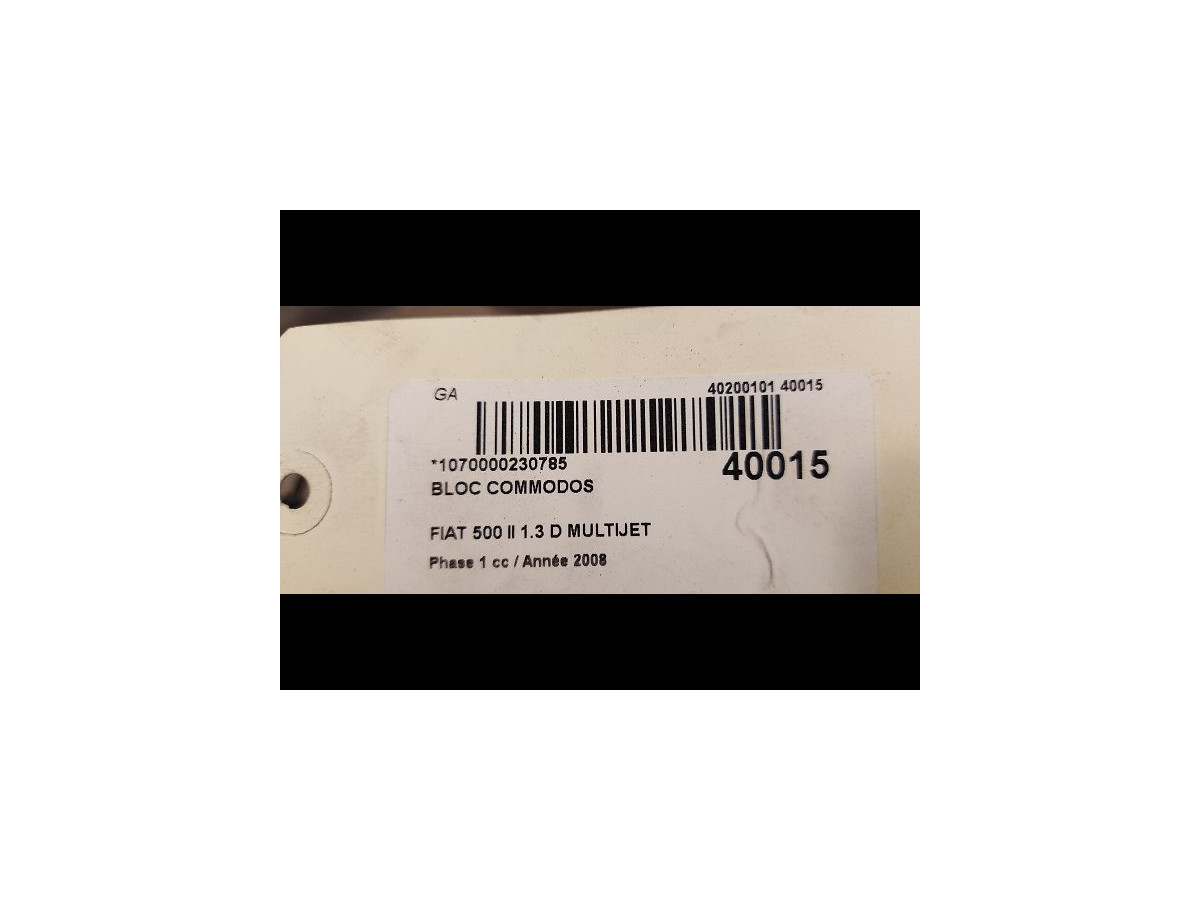 GA
40200101 40015
*1070000230785
40015
BLOC COMMODOS
FIAT 500 II 1.3 D MULTIJET
Phase 1 cc / Année 2008